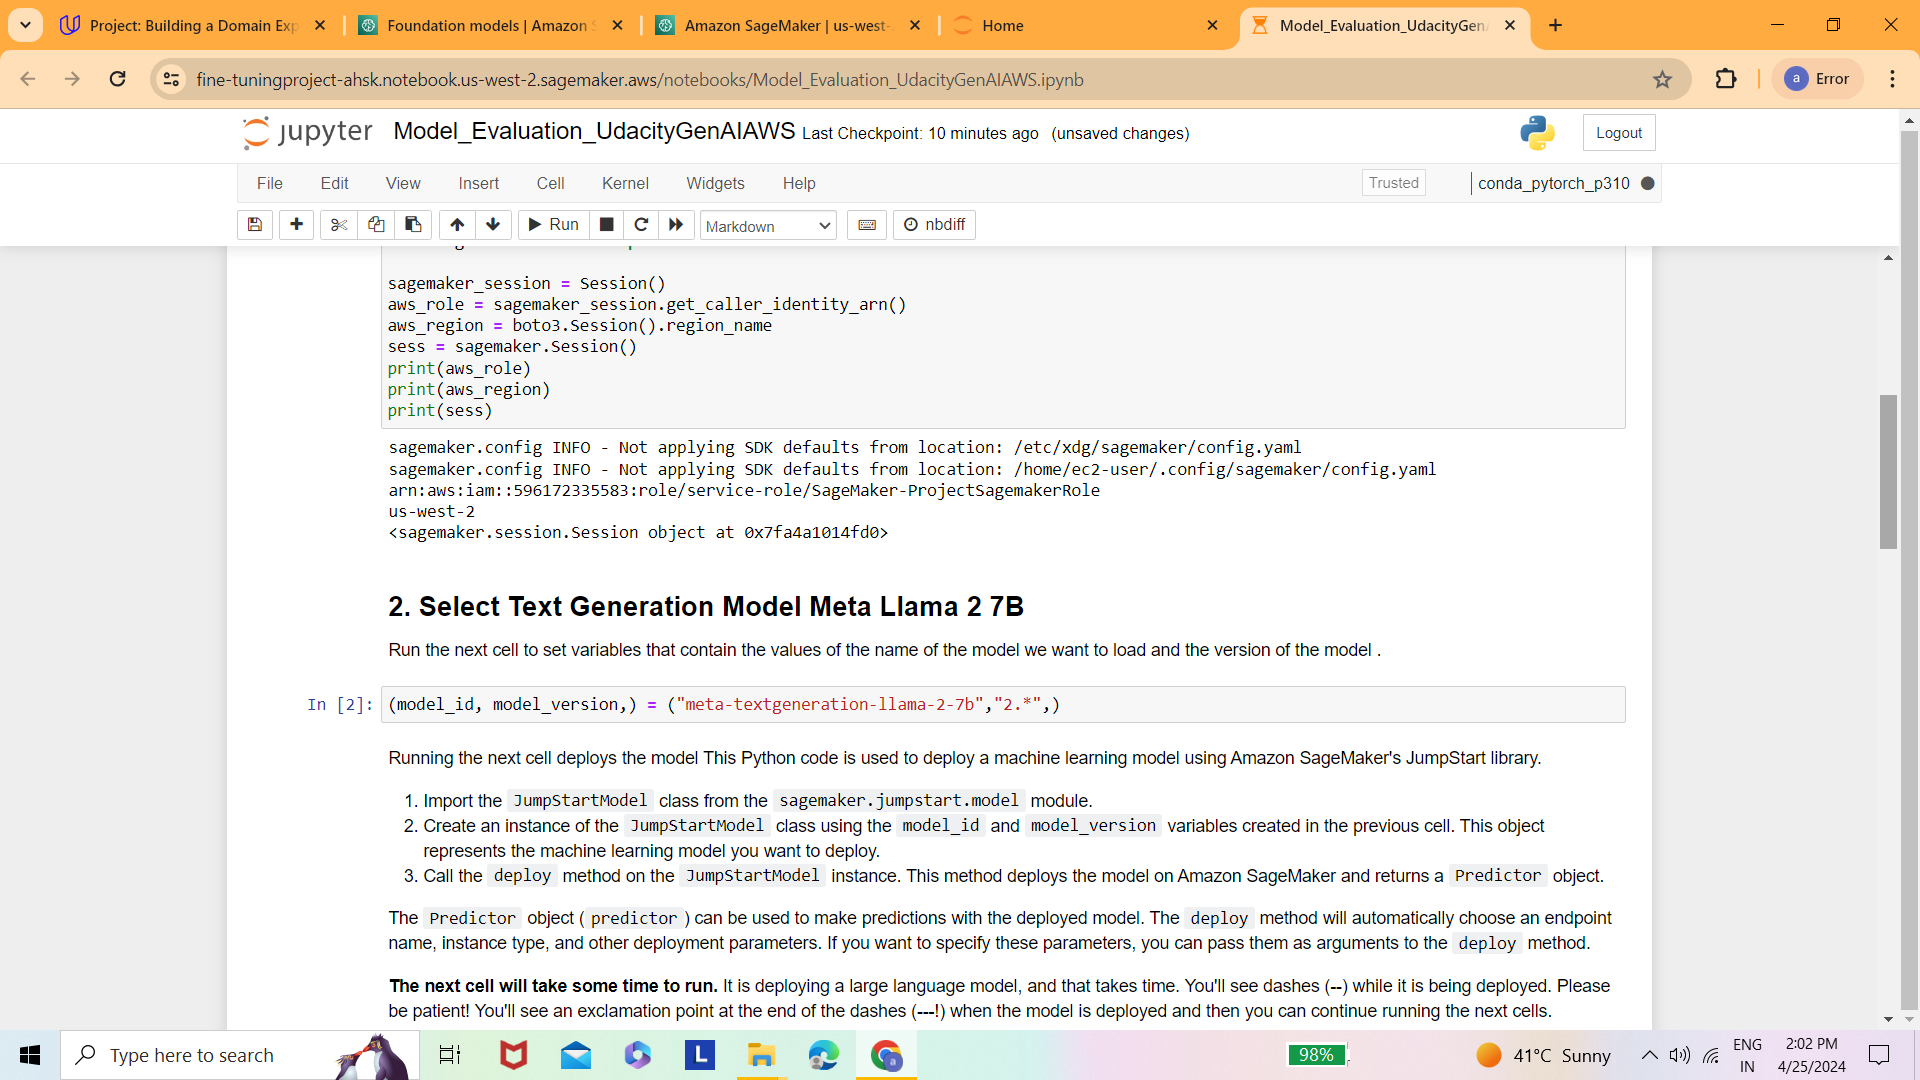 Project: Building a Domain Exp
Foundation models | Amazon S
Amazon SageMaker | us-west-
Home
Model_Evaluation_UdacityGenA
fine-tuningproject-ahsk.notebook.us-west-2.sagemaker.aws/notebooks/Model_Evaluation_UdacityGenAIAWS.ipynb
a Error
jupyter Model_Evaluation_UdacityGenAIAWS Last Checkpoint: 10 minutes ago (unsaved changes)
Logout
File Edit View Insert Cell Kernel Widgets Help
Trusted
conda_pytorch_p310
Run
Markdown
nbdiff
sagemaker_session = Session()
aws_role = sagemaker_session.get_caller_identity_arn()
aws_region = boto3.Session().region_name
sess = sagemaker.Session()
print(aws_role)
print(aws_region)
print(sess)
sagemaker.config INFO - Not applying SDK defaults from location: /etc/xdg/sagemaker/config.yaml
sagemaker.config INFO - Not applying SDK defaults from location: /home/ec2-user/.config/sagemaker/config.yaml
arn:aws:iam::596172335583:role/service-role/SageMaker-ProjectSagemakerRole
us-west-2
<sagemaker.session.Session object at 0x7fa4a1014fd0>
2. Select Text Generation Model Meta Llama 2 7B
Run the next cell to set variables that contain the values of the name of the model we want to load and the version of the model .
In [2]: (model_id, model_version,) = ("meta-textgeneration-llama-2-7b","2.*",)
Running the next cell deploys the model This Python code is used to deploy a machine learning model using Amazon SageMaker's JumpStart library.
1. Import the JumpStartModel class from the sagemaker.jumpstart.model module.
2. Create an instance of the JumpStartModel class using the model_id and model_version variables created in the previous cell. This object
represents the machine learning model you want to deploy.
3. Call the deploy method on the JumpStartModel instance. This method deploys the model on Amazon SageMaker and returns a Predictor object.
The Predictor object ( predictor ) can be used to make predictions with the deployed model. The deploy method will automatically choose an endpoint
name, instance type, and other deployment parameters. If you want to specify these parameters, you can pass them as arguments to the deploy method.
The next cell will take some time to run. It is deploying a large language model, and that takes time. You'll see dashes (--) while it is being deployed. Please
be patient! You'll see an exclamation point at the end of the dashes (---!) when the model is deployed and then you can continue running the next cells.
Type here to search
L
98%
41°C Sunny
ENG
IN
2:02 PM
4/25/2024